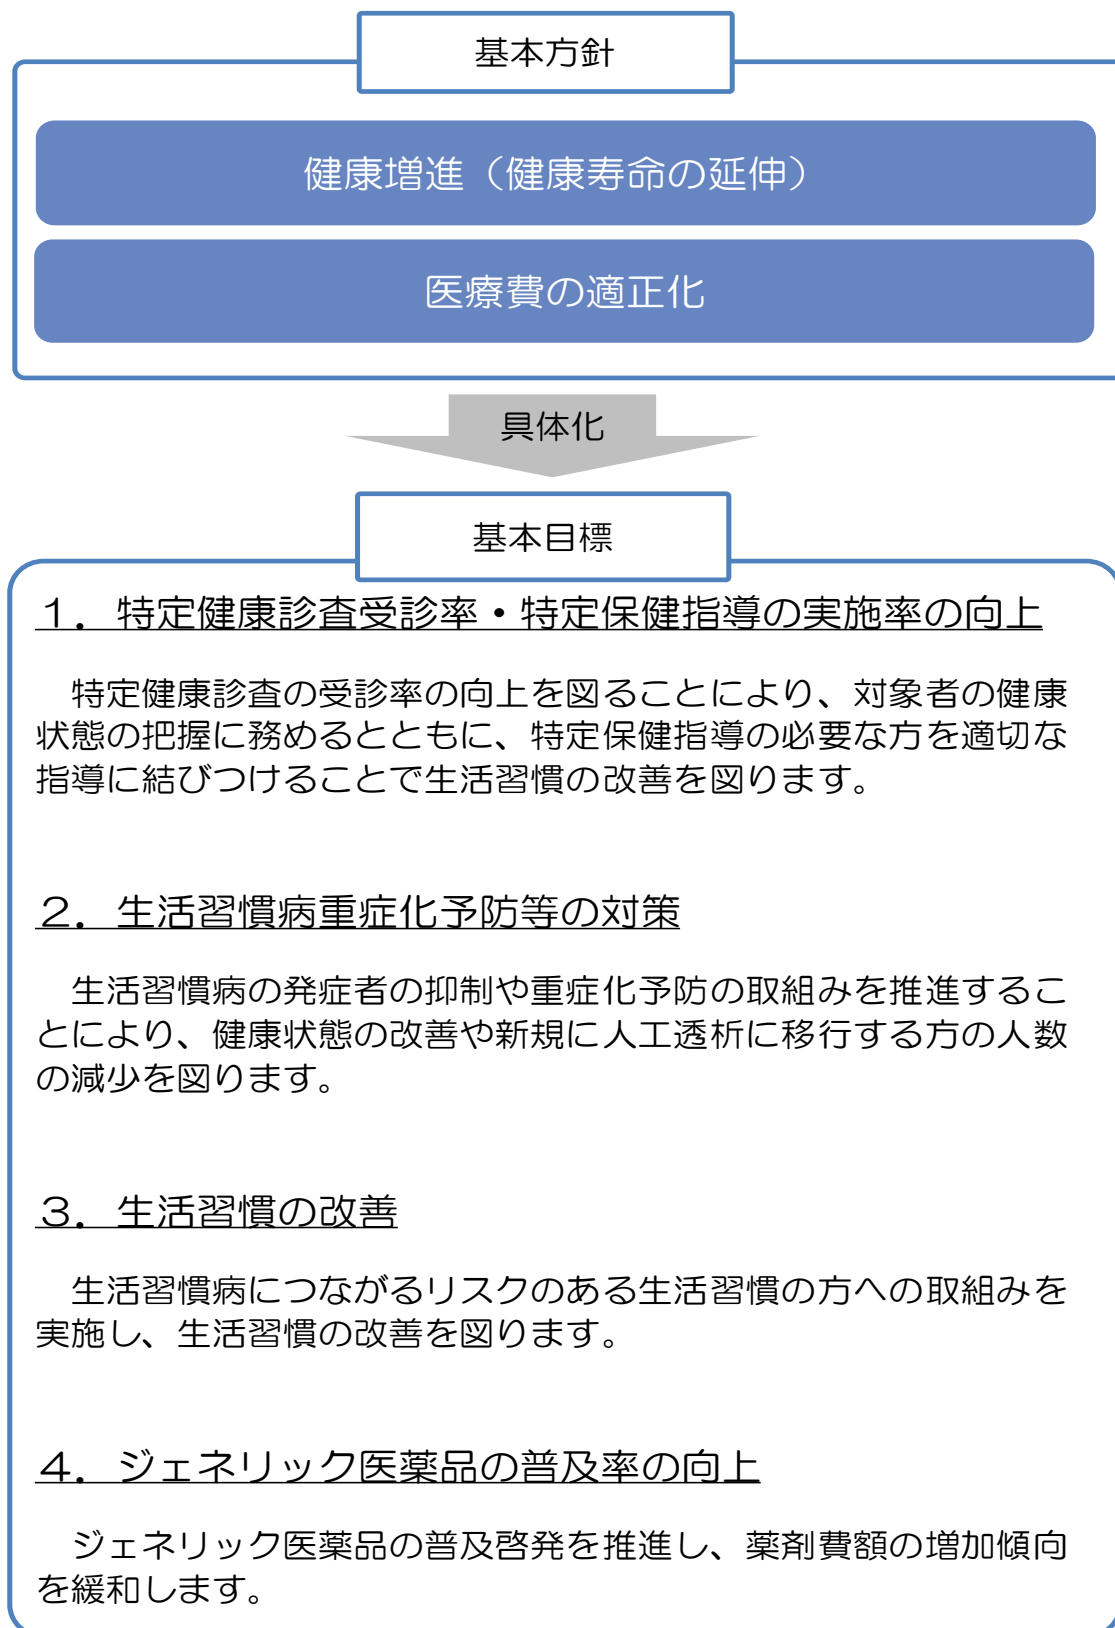 基本方針
健康増進（健康寿命の延伸）
医療費の適正化
具体化
基本目標
１．特定健康診査受診率・特定保健指導の実施率の向上
特定健康診査の受診率の向上を図ることにより、対象者の健康
状態の把握に務めるとともに、特定保健指導の必要な方を適切な
指導に結びつけることで生活習慣の改善を図ります。
２．生活習慣病重症化予防等の対策
生活習慣病の発症者の抑制や重症化予防の取組みを推進するこ
とにより、健康状態の改善や新規に人工透析に移行する方の人数
の減少を図ります。
３．生活習慣の改善
生活習慣病につながるリスクのある生活習慣の方への取組みを
実施し、生活習慣の改善を図ります。
４．ジェネリック医薬品の普及率の向上
ジェネリック医薬品の普及啓発を推進し、薬剤費額の増加傾向
を緩和します。